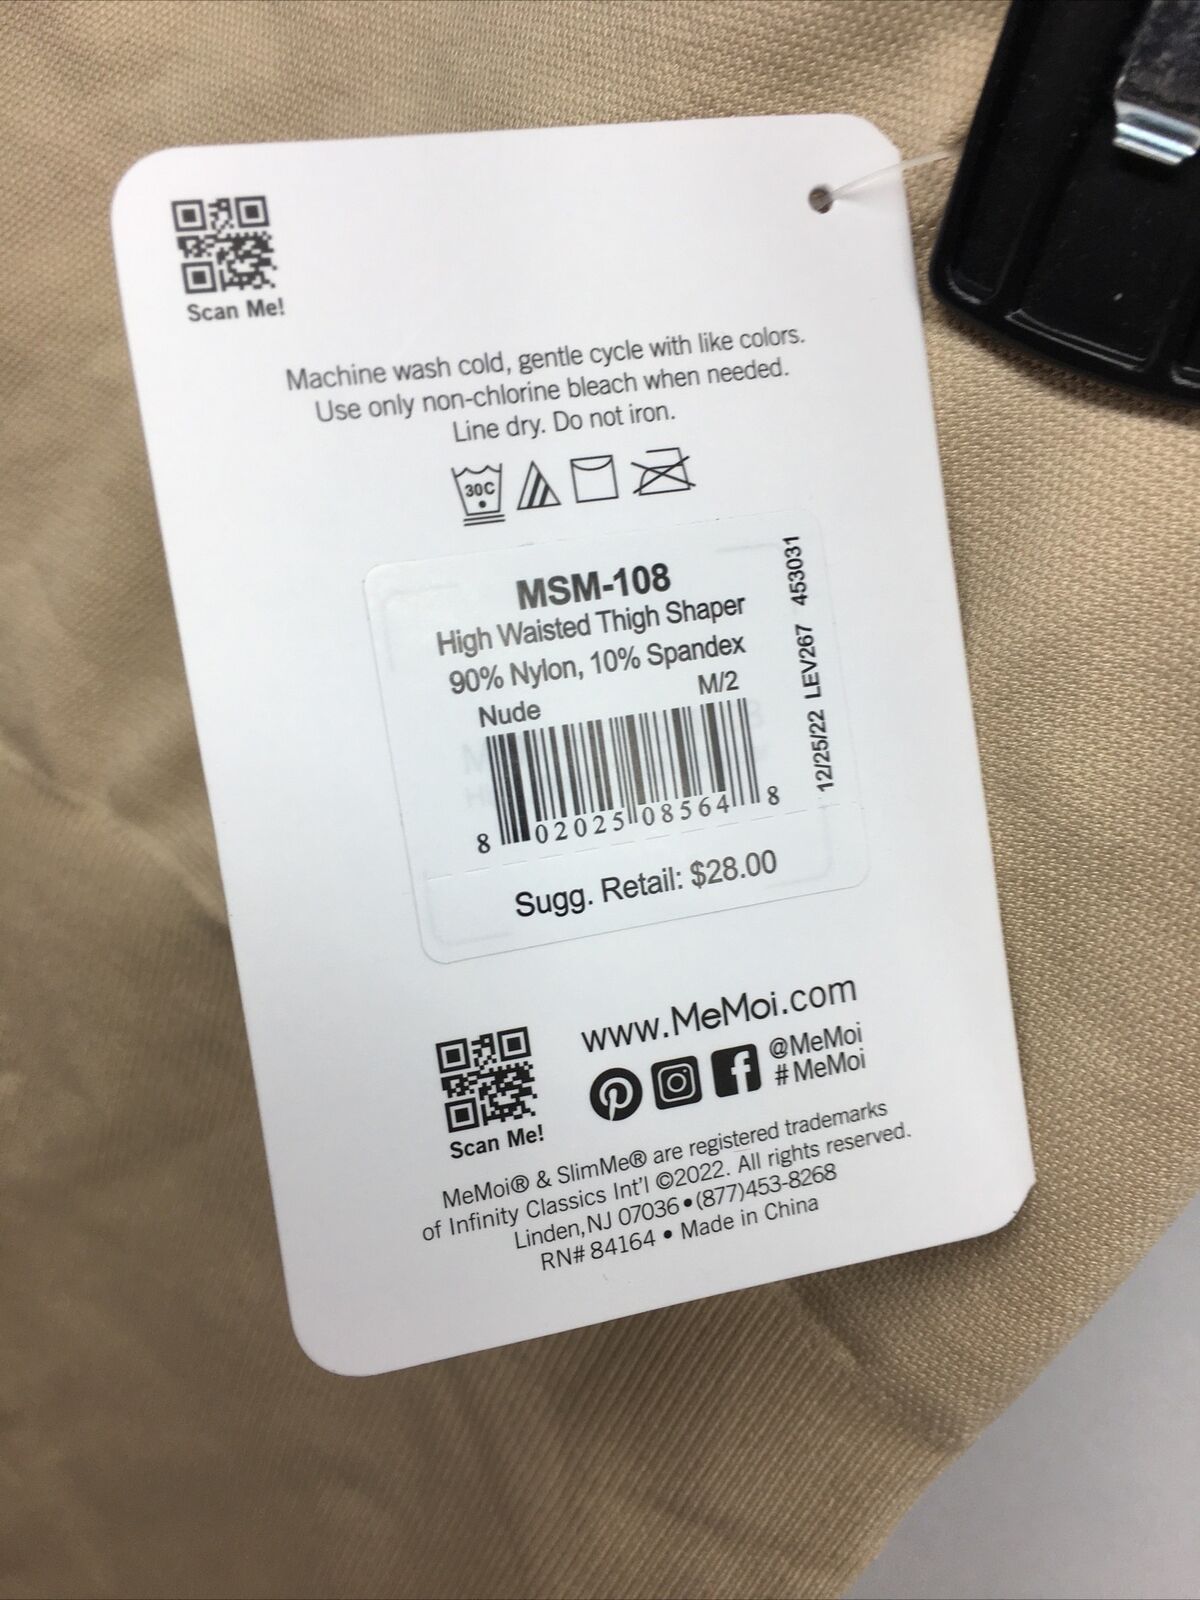 Scan Me!
Machine wash cold, gentle cycle with like colors.
Use only non-chlorine bleach when needed.
Line dry. Do not iron.
30C
MSM-108
High Waisted Thigh Shaper
90% Nylon, 10% Spandex
Nude M/2
8 02025 08564 8
12/25/22 LEV267 453031
Sugg. Retail: $28.00
www.MeMoi.com
@MeMoi
#MeMoi
Scan Me!
MeMoi® & SlimMe® are registered trademarks
of Infinity Classics Int'l ©2022. All rights reserved.
Linden, NJ 07036 • (877)453-8268
RN# 84164 • Made in China